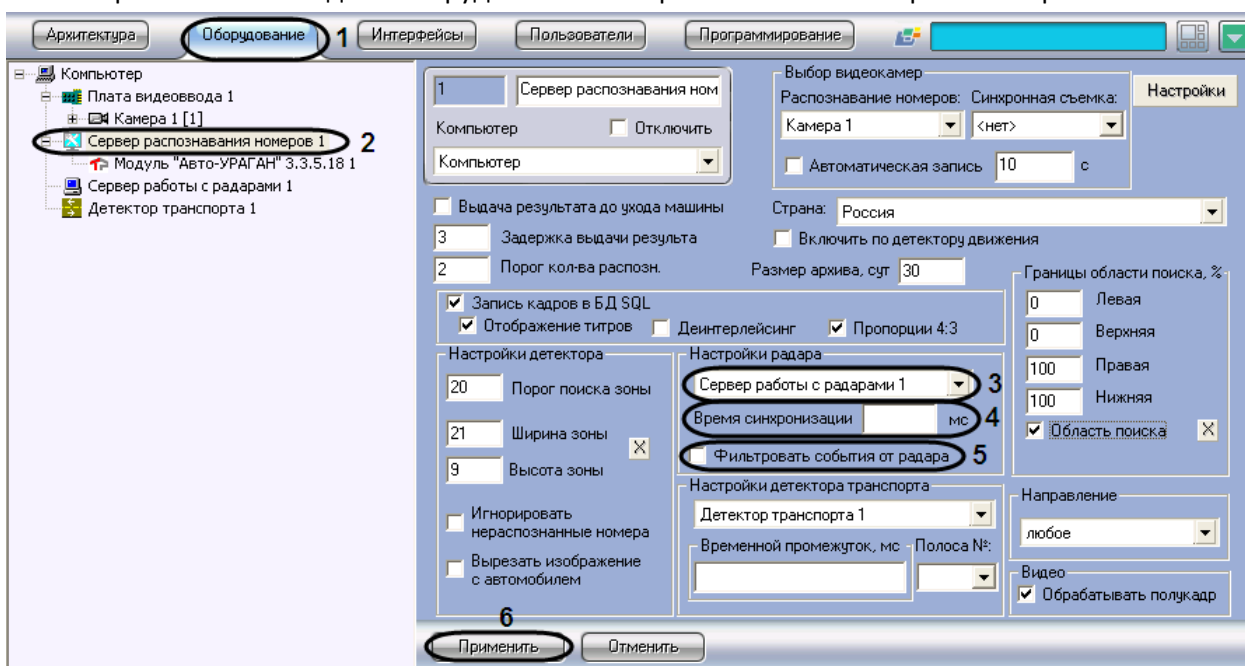 Архитектура Оборудование 1 Интерфейсы Пользователи Программирование
Компьютер
Плата видеоввода 1
Камера 1 [1]
Сервер распознавания номеров 1 2
Модуль "Авто-УРАГАН" 3.3.5.18 1
Сервер работы с радарами 1
Детектор транспорта 1
1 Сервер распознавания ном
Компьютер Отключить
Компьютер
Выбор видеокамер
Распознавание номеров: Синхронная съемка:
Камера 1 <нет>
Автоматическая запись 10 с
Настройки
Выдача результата до ухода машины
Страна: Россия
3 Задержка выдачи результа
Включить по детектору движения
2 Порог кол-ва распозн.
Размер архива, сут 30
Запись кадров в БД SQL
Отображение титров Деинтерлейсинг Пропорции 4:3
Границы области поиска, %
0 Левая
0 Верхняя
100 Правая
100 Нижняя
Область поиска X
Настройки детектора
20 Порог поиска зоны
21 Ширина зоны
X
9 Высота зоны
Игнорировать
нераспознанные номера
Вырезать изображение
с автомобилем
Настройки радара
Сервер работы с радарами 1 3
Время синхронизации мс 4
Фильтровать события от радара 5
Настройки детектора транспорта
Детектор транспорта 1
Временной промежуток, мс Полоса №:
Направление
любое
Видео
Обрабатывать полукадр
6
Применить Отменить